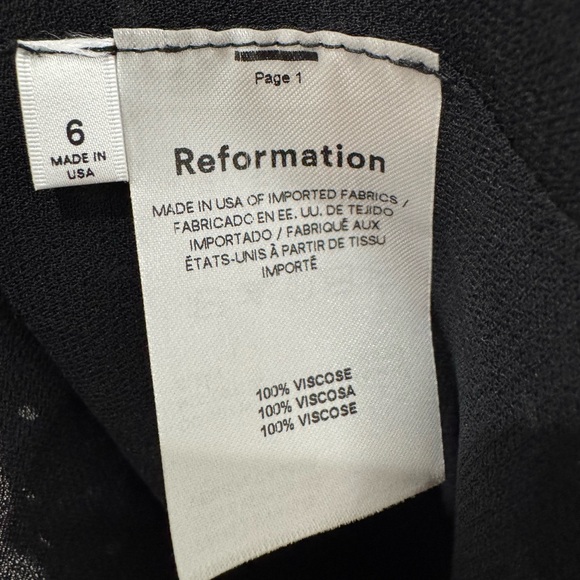 6
MADE IN
USA
Page 1
Reformation
MADE IN USA OF IMPORTED FABRICS /
FABRICADO EN EE. UU. DE TEJIDO
IMPORTADO / FABRIQUÉ AUX
ÉTATS-UNIS À PARTIR DE TISSU
IMPORTÉ
100% VISCOSE
100% VISCOSA
100% VISCOSE